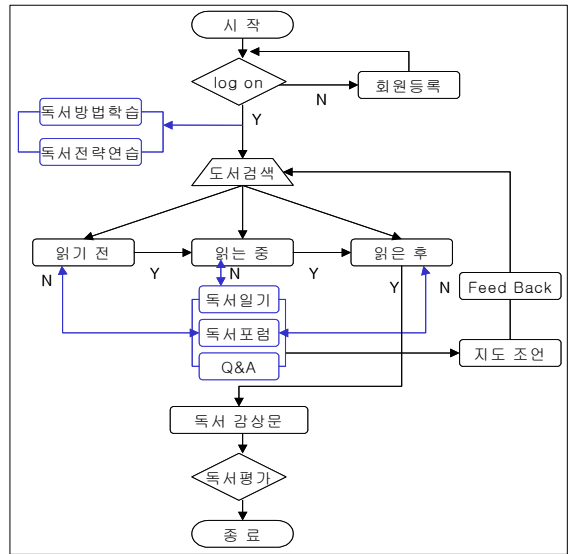 시 작
log on
N
회원등록
Y
독서방법학습
독서전략연습
도서검색
읽기 전
Y
읽는 중
Y
읽은 후
N
N
Y
N
독서일기
독서포럼
Q&A
Feed Back
지도 조언
독서 감상문
독서평가
종 료